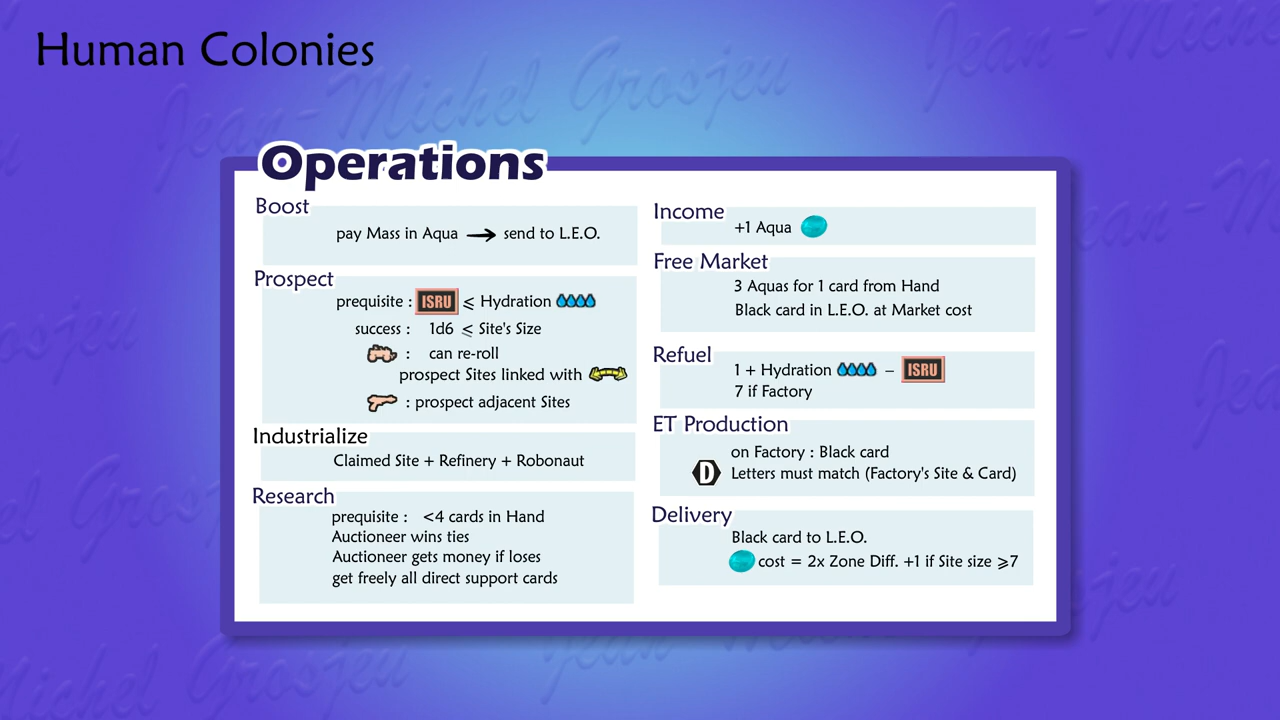 Human Colonies
Operations
Boost
pay Mass in Aqua → send to L.E.O.
Prospect
prequisite : ISRU ⩽ Hydration
success : 1d6 ⩽ Site's Size
: can re-roll
prospect Sites linked with
: prospect adjacent Sites
Industrialize
Claimed Site + Refinery + Robonaut
Research
prequisite : <4 cards in Hand
Auctioneer wins ties
Auctioneer gets money if loses
get freely all direct support cards
Income
+1 Aqua
Free Market
3 Aquas for 1 card from Hand
Black card in L.E.O. at Market cost
Refuel
1 + Hydration – ISRU
7 if Factory
ET Production
on Factory : Black card
D Letters must match (Factory's Site & Card)
Delivery
Black card to L.E.O.
cost = 2x Zone Diff. +1 if Site size ⩾7
Jean-Michel Grosjeu